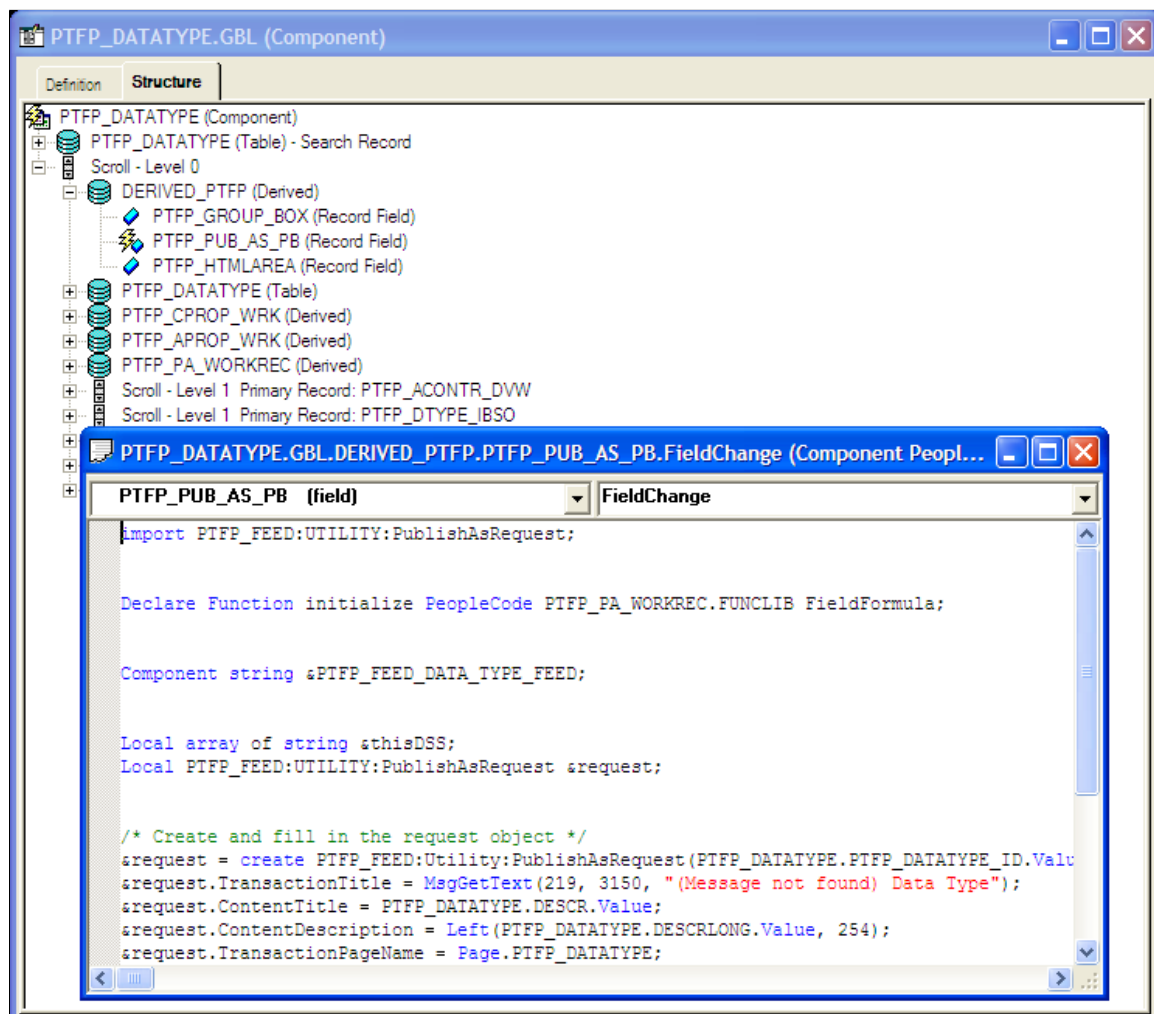 PTFP_DATATYPE.GBL (Component)
Definition
Structure
PTFP_DATATYPE (Component)
PTFP_DATATYPE (Table) - Search Record
Scroll - Level 0
DERIVED_PTFP (Derived)
PTFP_GROUP_BOX (Record Field)
PTFP_PUB_AS_PB (Record Field)
PTFP_HTMLAREA (Record Field)
PTFP_DATATYPE (Table)
PTFP_CPROP_WRK (Derived)
PTFP_APROP_WRK (Derived)
PTFP_PA_WORKREC (Derived)
Scroll - Level 1 Primary Record: PTFP_ACONTR_DVW
Scroll - Level 1 Primary Record: PTFP_DTYPE_IBSO
PTFP_DATATYPE.GBL.DERIVED_PTFP.PTFP_PUB_AS_PB.FieldChange (Component Peopl...
PTFP_PUB_AS_PB (field)
FieldChange
import PTFP_FEED:UTILITY:PublishAsRequest;
Declare Function initialize PeopleCode PTFP_PA_WORKREC.FUNCLIB FieldFormula;
Component string &PTFP_FEED_DATA_TYPE_FEED;
Local array of string &thisDSS;
Local PTFP_FEED:UTILITY:PublishAsRequest &request;
/* Create and fill in the request object */
&request = create PTFP_FEED:Utility:PublishAsRequest(PTFP_DATATYPE.PTFP_DATATYPE_ID.Valu
&request.TransactionTitle = MsgGetText(219, 3150, "(Message not found) Data Type");
&request.ContentTitle = PTFP_DATATYPE.DESCR.Value;
&request.ContentDescription = Left(PTFP_DATATYPE.DESCRLONG.Value, 254);
&request.TransactionPageName = Page.PTFP_DATATYPE;